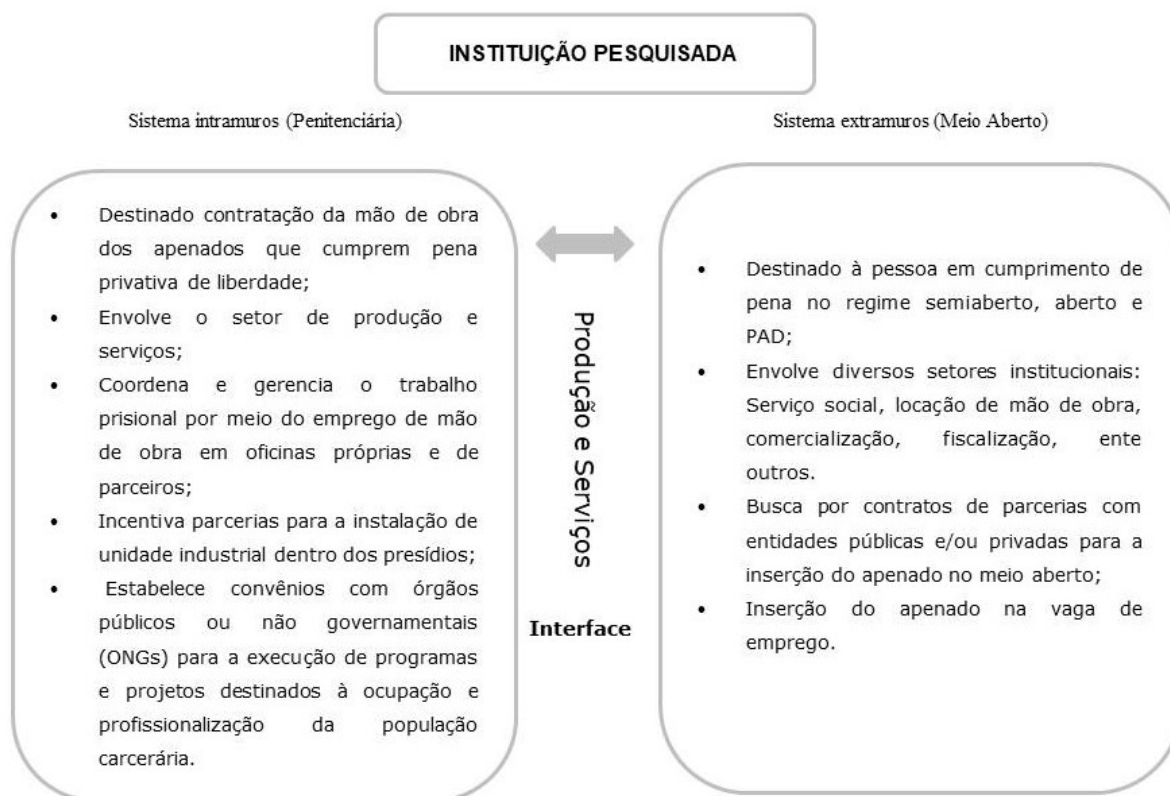 INSTITUIÇÃO PESQUISADA
Sistema intramuros (Penitenciária)
• Destinado contratação da mão de obra
dos apenados que cumprem pena
privativa de liberdade;
• Envolve o setor de produção e
serviços;
• Coordena e gerencia o trabalho
prisional por meio do emprego de mão
de obra em oficinas próprias e de
parceiros;
• Incentiva parcerias para a instalação de
unidade industrial dentro dos presídios;
• Estabelece convênios com órgãos
públicos ou não governamentais
(ONGs) para a execução de programas
e projetos destinados à ocupação e
profissionalização da população
carcerária.
Produção e Serviços
Interface
Sistema extramuros (Meio Aberto)
• Destinado à pessoa em cumprimento de
pena no regime semiaberto, aberto e
PAD;
• Envolve diversos setores institucionais:
Serviço social, locação de mão de obra,
comercialização, fiscalização, ente
outros.
• Busca por contratos de parcerias com
entidades públicas e/ou privadas para a
inserção do apenado no meio aberto;
• Inserção do apenado na vaga de
emprego.